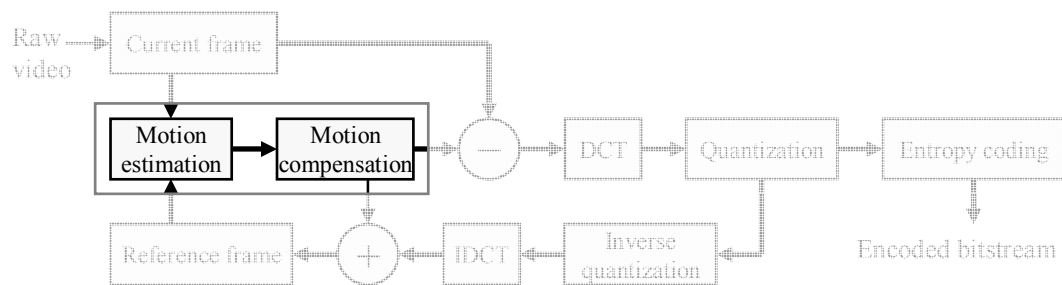 Raw
video
Current frame
Motion
estimation
Motion
compensation
−
DCT
Quantization
Entropy coding
Reference frame
+
IDCT
Inverse
quantization
Encoded bitstream